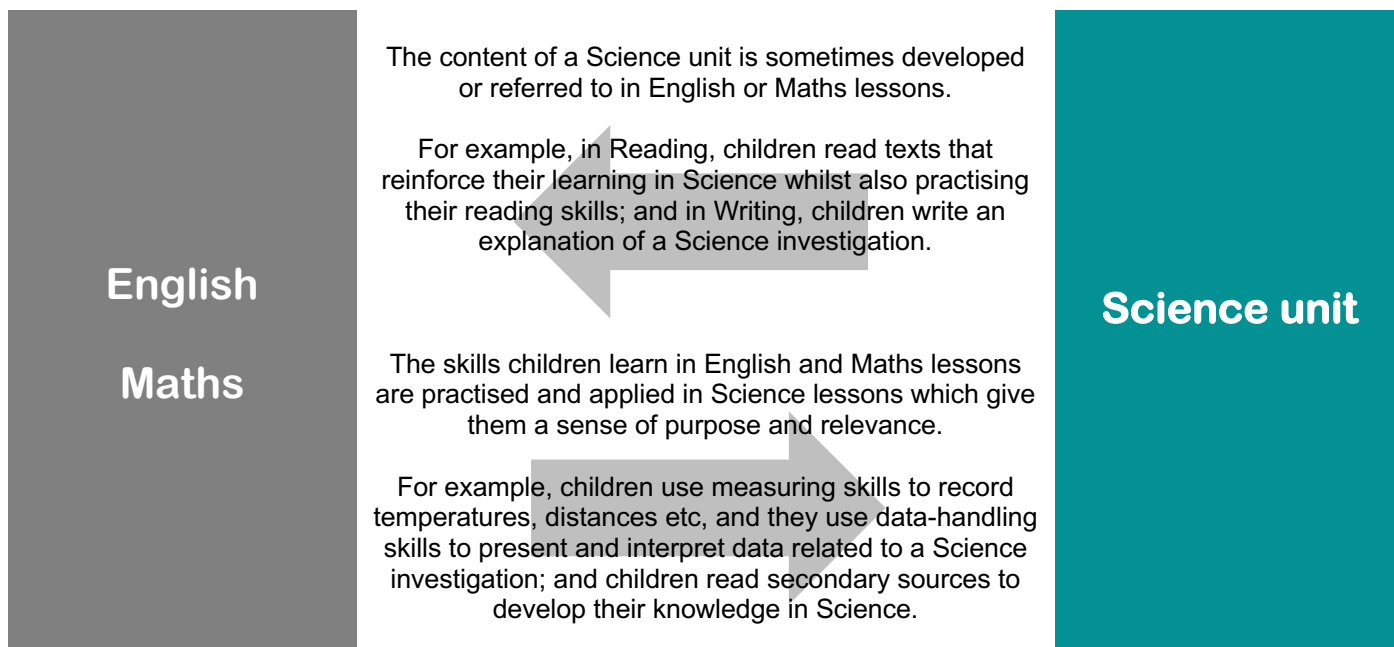 English
Maths
The content of a Science unit is sometimes developed
or referred to in English or Maths lessons.
For example, in Reading, children read texts that
reinforce their learning in Science whilst also practising
their reading skills; and in Writing, children write an
explanation of a Science investigation.
The skills children learn in English and Maths lessons
are practised and applied in Science lessons which give
them a sense of purpose and relevance.
For example, children use measuring skills to record
temperatures, distances etc, and they use data-handling
skills to present and interpret data related to a Science
investigation; and children read secondary sources to
develop their knowledge in Science.
Science unit